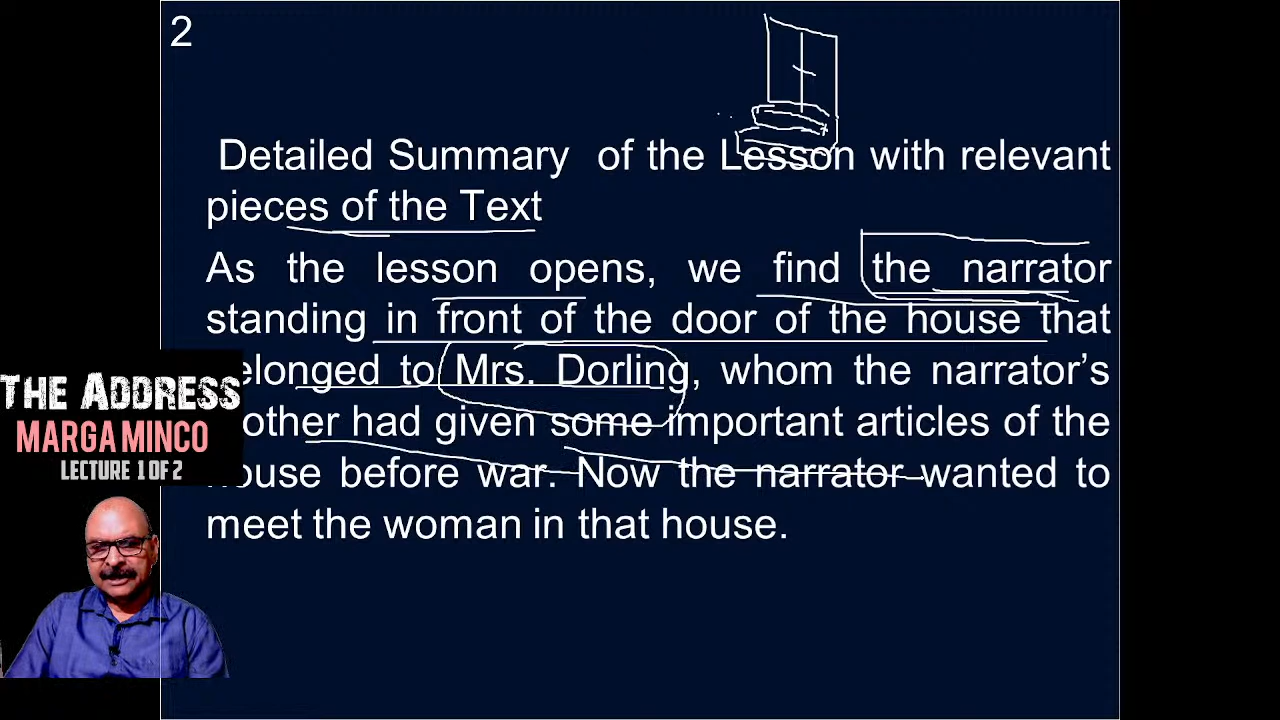 2
Detailed Summary of the Lesson with relevant
pieces of the Text
As the lesson opens, we find the narrator
standing in front of the door of the house that
elonged to Mrs. Dorling, whom the narrator's
other had given some important articles of the
ouse before war. Now the narrator wanted to
meet the woman in that house.
THE ADDRESS
MARGA MINCO
LECTURE 1 OF 2